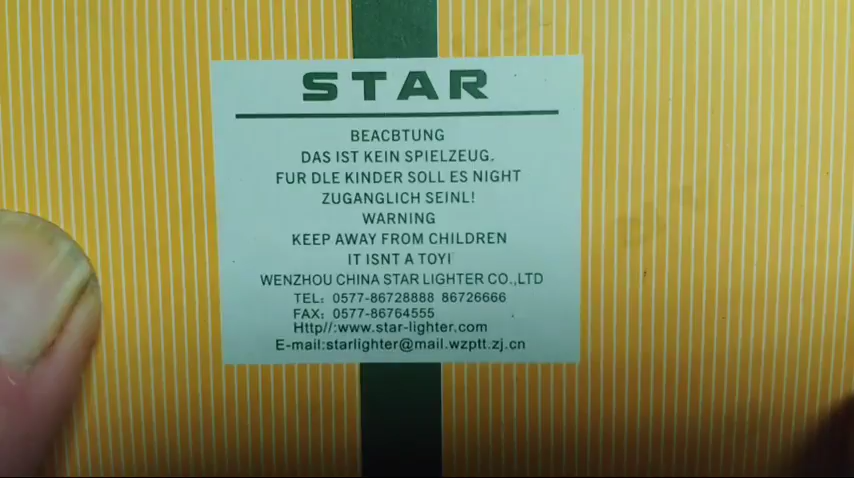 STAR
BEACBTUNG
DAS IST KEIN SPIELZEUG.
FUR DLE KINDER SOLL ES NIGHT
ZUGANGLICH SEINL!
WARNING
KEEP AWAY FROM CHILDREN
IT ISNT A TOYI
WENZHOU CHINA STAR LIGHTER CO.,LTD
TEL: 0577-86728888 86726666
FAX: 0577-86764555
Http//:www.star-lighter.com
E-mail:starlighter@mail.wzptt.zj.cn